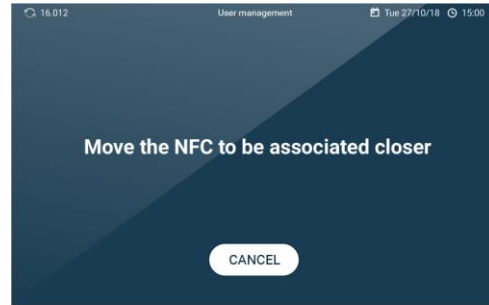 16.012 User management Tue 27/10/18 15:00
Move the NFC to be associated closer
CANCEL